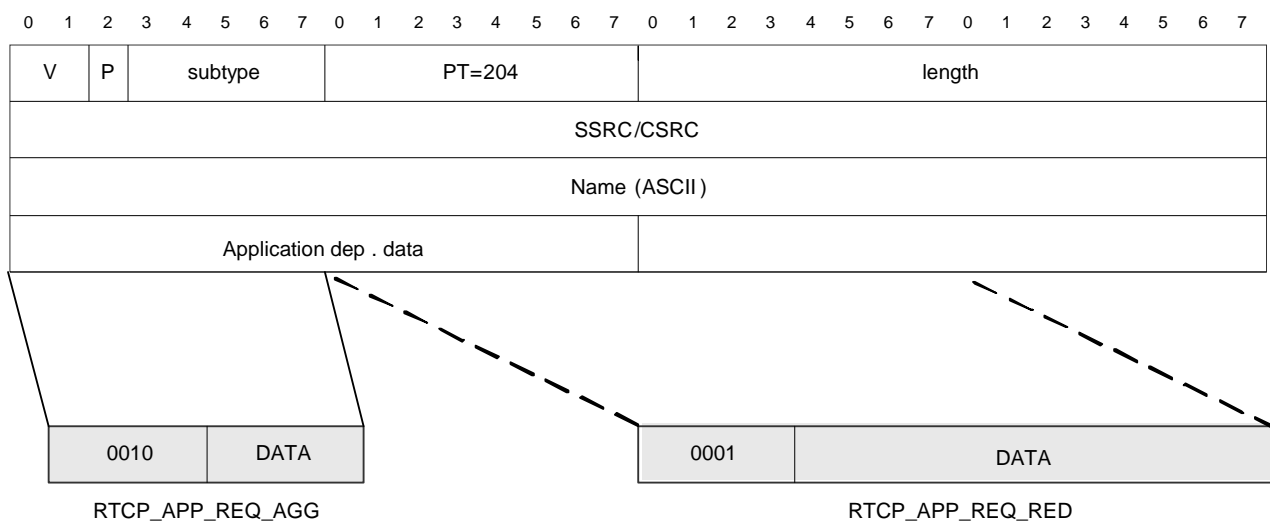 0 1 2 3 4 5 6 7 0 1 2 3 4 5 6 7 0 1 2 3 4 5 6 7 0 1 2 3 4 5 6 7
V P subtype PT=204 length
SSRC/CSRC
Name (ASCII)
Application dep . data
0010 DATA 0001 DATA
RTCP_APP_REQ_AGG RTCP_APP_REQ_RED